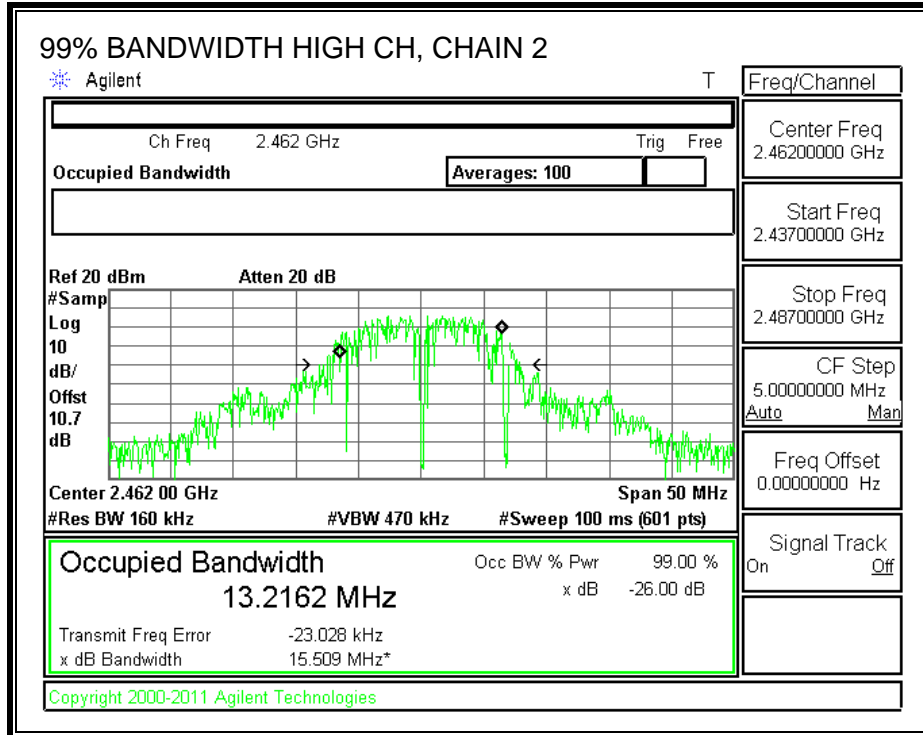 99% BANDWIDTH HIGH CH, CHAIN 2
Agilent T
Freq/Channel
Ch Freq 2.462 GHz Trig Free
Occupied Bandwidth Averages: 100
Center Freq
2.46200000 GHz
Start Freq
2.43700000 GHz
Stop Freq
2.48700000 GHz
CF Step
5.00000000 MHz
Auto Man
Freq Offset
0.00000000 Hz
Signal Track
On Off
Ref 20 dBm Atten 20 dB
#Samp
Log
10
dB/
Offst
10.7
dB
Center 2.462 00 GHz Span 50 MHz
#Res BW 160 kHz #VBW 470 kHz #Sweep 100 ms (601 pts)
Occupied Bandwidth Occ BW % Pwr 99.00 %
13.2162 MHz x dB -26.00 dB
Transmit Freq Error -23.028 kHz
x dB Bandwidth 15.509 MHz*
Copyright 2000-2011 Agilent Technologies